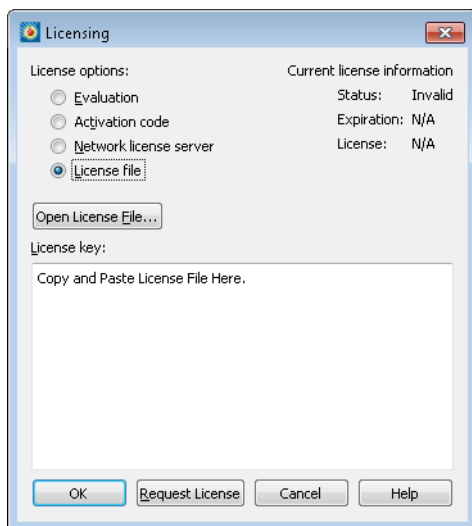 Licensing
License options:
Evaluation
Activation code
Network license server
License file
Current license information
Status: Invalid
Expiration: N/A
License: N/A
Open License File...
License key:
Copy and Paste License File Here.
OK Request License Cancel Help